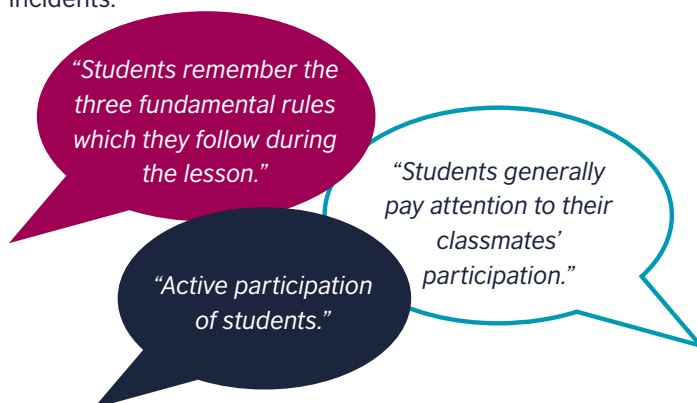 incidents.
“Students remember the
three fundamental rules
which they follow during
the lesson.”
“Students generally
pay attention to their
classmates’
participation.”
“Active participation
of students.”